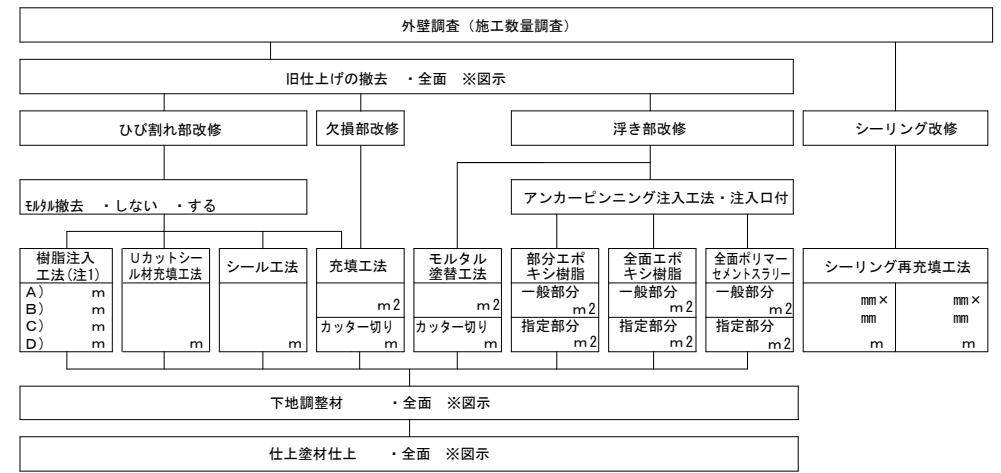 外壁調査（施工数量調査）
旧仕上げの撤去　・全面　※図示
ひび割れ部改修
欠損部改修
浮き部改修
シーリング改修
ﾓﾙﾀﾙ撤去　・しない　・する
アンカーピンニング注入工法・注入口付
樹脂注入
工法(注1)
A)　m
B)　m
C)　m
D)　m
Uカットシー
ル材充填工法
m
シール工法
m
充填工法
m2
カッター切り
m
モルタル
塗替工法
m2
カッター切り
m
部分エポ
キシ樹脂
一般部分
m2
指定部分
m2
全面エポ
キシ樹脂
一般部分
m2
指定部分
m2
全面ポリマー
セメントスラリー
一般部分
m2
指定部分
m2
シーリング再充填工法
㎜×
㎜
m
㎜×
㎜
m
下地調整材　・全面　※図示
仕上塗材仕上　・全面　※図示